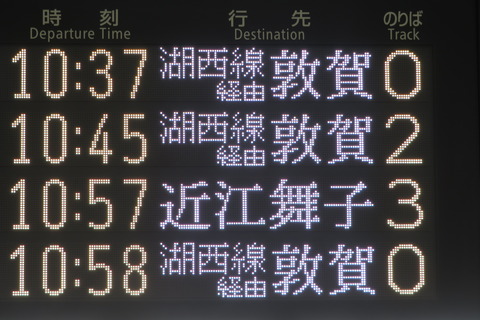 時刻 行先 のりば
Departure Time Destination Track
10:37 湖西線経由 敦賀 0
10:45 湖西線経由 敦賀 2
10:57 近江舞子 3
10:58 湖西線経由 敦賀 0